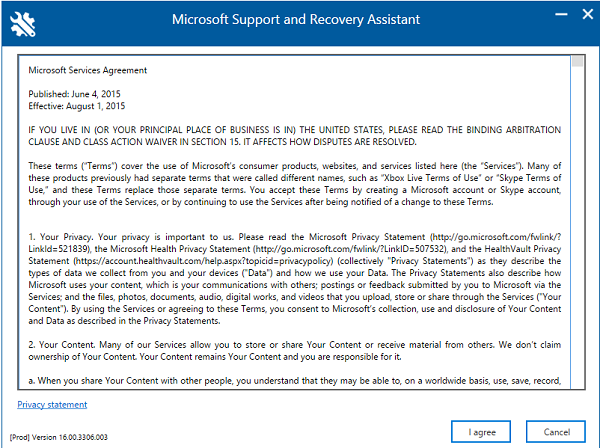 Microsoft Support and Recovery Assistant
Microsoft Services Agreement
Published: June 4, 2015
Effective: August 1, 2015
IF YOU LIVE IN (OR YOUR PRINCIPAL PLACE OF BUSINESS IS IN) THE UNITED STATES, PLEASE READ THE BINDING ARBITRATION
CLAUSE AND CLASS ACTION WAIVER IN SECTION 15. IT AFFECTS HOW DISPUTES ARE RESOLVED.
These terms ("Terms") cover the use of Microsoft's consumer products, websites, and services listed here (the "Services"). Many of
these products previously had separate terms that were called different names, such as "Xbox Live Terms of Use" or "Skype Terms of
Use," and these Terms replace those separate terms. You accept these Terms by creating a Microsoft account or Skype account,
through your use of the Services, or by continuing to use the Services after being notified of a change to these Terms.
1. Your Privacy. Your privacy is important to us. Please read the Microsoft Privacy Statement (http://go.microsoft.com/fwlink/?
LinkId=521839), the Microsoft Health Privacy Statement (http://go.microsoft.com/fwlink/?LinkID=507532), and the HealthVault Privacy
Statement (https://account.healthvault.com/help.aspx?topicid=privacypolicy) (collectively "Privacy Statements") as they describe the
types of data we collect from you and your devices ("Data") and how we use your Data. The Privacy Statements also describe how
Microsoft uses your content, which is your communications with others; postings or feedback submitted by you to Microsoft via the
Services; and the files, photos, documents, audio, digital works, and videos that you upload, store or share through the Services ("Your
Content"). By using the Services or agreeing to these Terms, you consent to Microsoft's collection, use and disclosure of Your Content
and Data as described in the Privacy Statements.
2. Your Content. Many of our Services allow you to store or share Your Content or receive material from others. We don't claim
ownership of Your Content. Your Content remains Your Content and you are responsible for it.
a. When you share Your Content with other people, you understand that they may be able to, on a worldwide basis, use, save, record,
Privacy statement
[Prod] Version 16.00.3306.003
I agree
Cancel